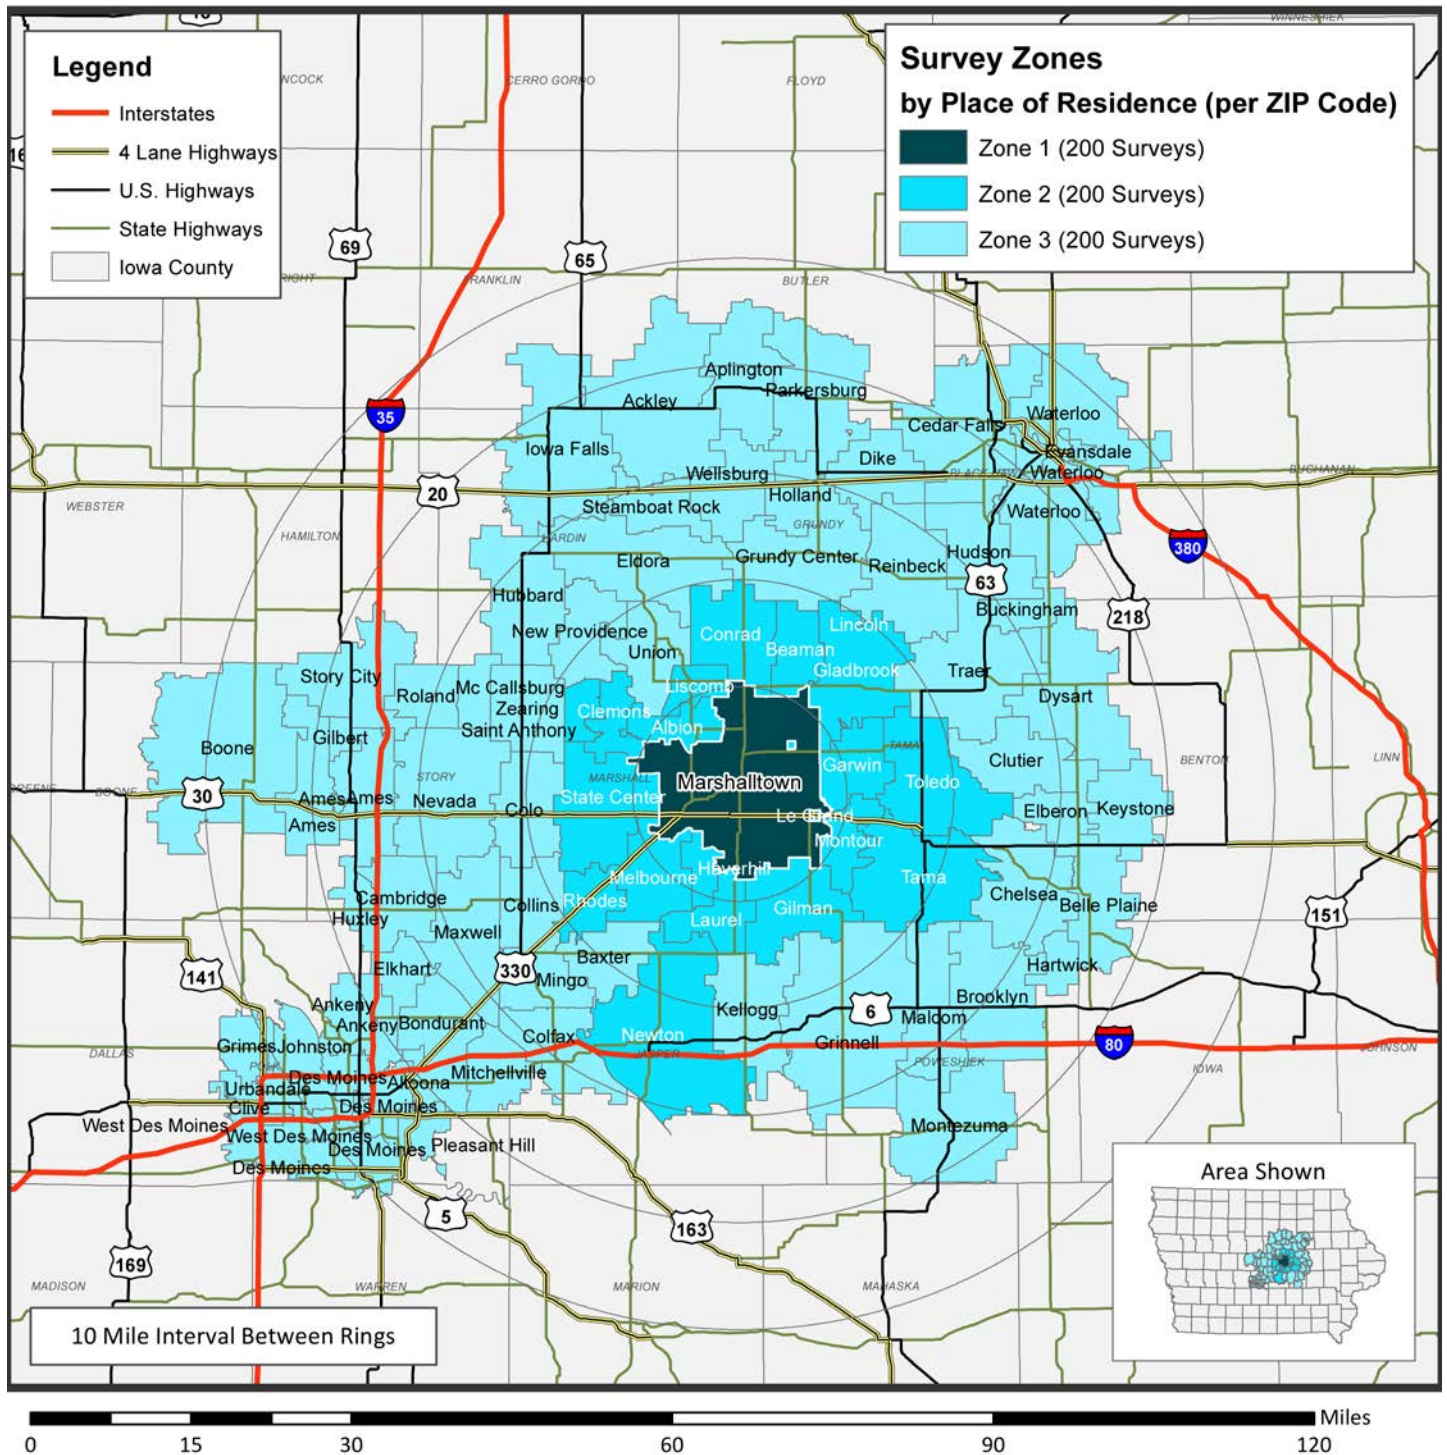 Legend
Interstates
4 Lane Highways
U.S. Highways
State Highways
Iowa County
Survey Zones
by Place of Residence (per ZIP Code)
Zone 1 (200 Surveys)
Zone 2 (200 Surveys)
Zone 3 (200 Surveys)
WINNESHIEK
NCOCK
CERRO GORDO
FLOYD
16
69
65
RIGHT
FRANKLIN
BUTLER
Aplington
Parkersburg
Ackley
35
Waterloo
Cedar Falls
Iowa Falls
Evansdale
Dike
Wellsburg
BLACK HAWK
Waterloo
BUCHANAN
20
Holland
WEBSTER
Steamboat Rock
Waterloo
GRUNDY
HAMILTON
HARDIN
380
Hudson
Grundy Center
Eldora
Reinbeck
63
Hubbard
Buckingham
218
New Providence
Conrad
Lincoln
Union
Beaman
Gladbrook
Traer
Story City
Liscomb
Roland
Mc Callsburg
Dysart
Zearing
Clemons
Saint Anthony
Albion
Gilbert
Boone
TAMA
LINN
Clutier
BENTON
Garwin
STORY
MARSHALL
Marshalltown
Toledo
GREENE
BOONE
30
Ames
Ames
Nevada
State Center
Colo
Elberon
Keystone
Le Grand
Ames
Montour
Haverhill
Melbourne
Tama
Cambridge
Rhodes
Chelsea
Collins
Gilman
Belle Plaine
Huxley
Laurel
151
Maxwell
Baxter
Elkhart
330
Hartwick
141
Mingo
Brooklyn
Ankeny
Kellogg
6
Malcom
Ankeny
Bondurant
Colfax
Newton
80
Grimes
Johnston
Grinnell
DALLAS
JASPER
POWESHIEK
JOHNSON
POLK
IOWA
Mitchellville
Des Moines
Altoona
Urbandale
Clive
Des Moines
West Des Moines
Montezuma
West Des Moines
Pleasant Hill
Des Moines
Des Moines
Area Shown
5
163
169
MADISON
WARREN
MARION
MAHASKA
10 Mile Interval Between Rings
Miles
0 15 30 60 90 120